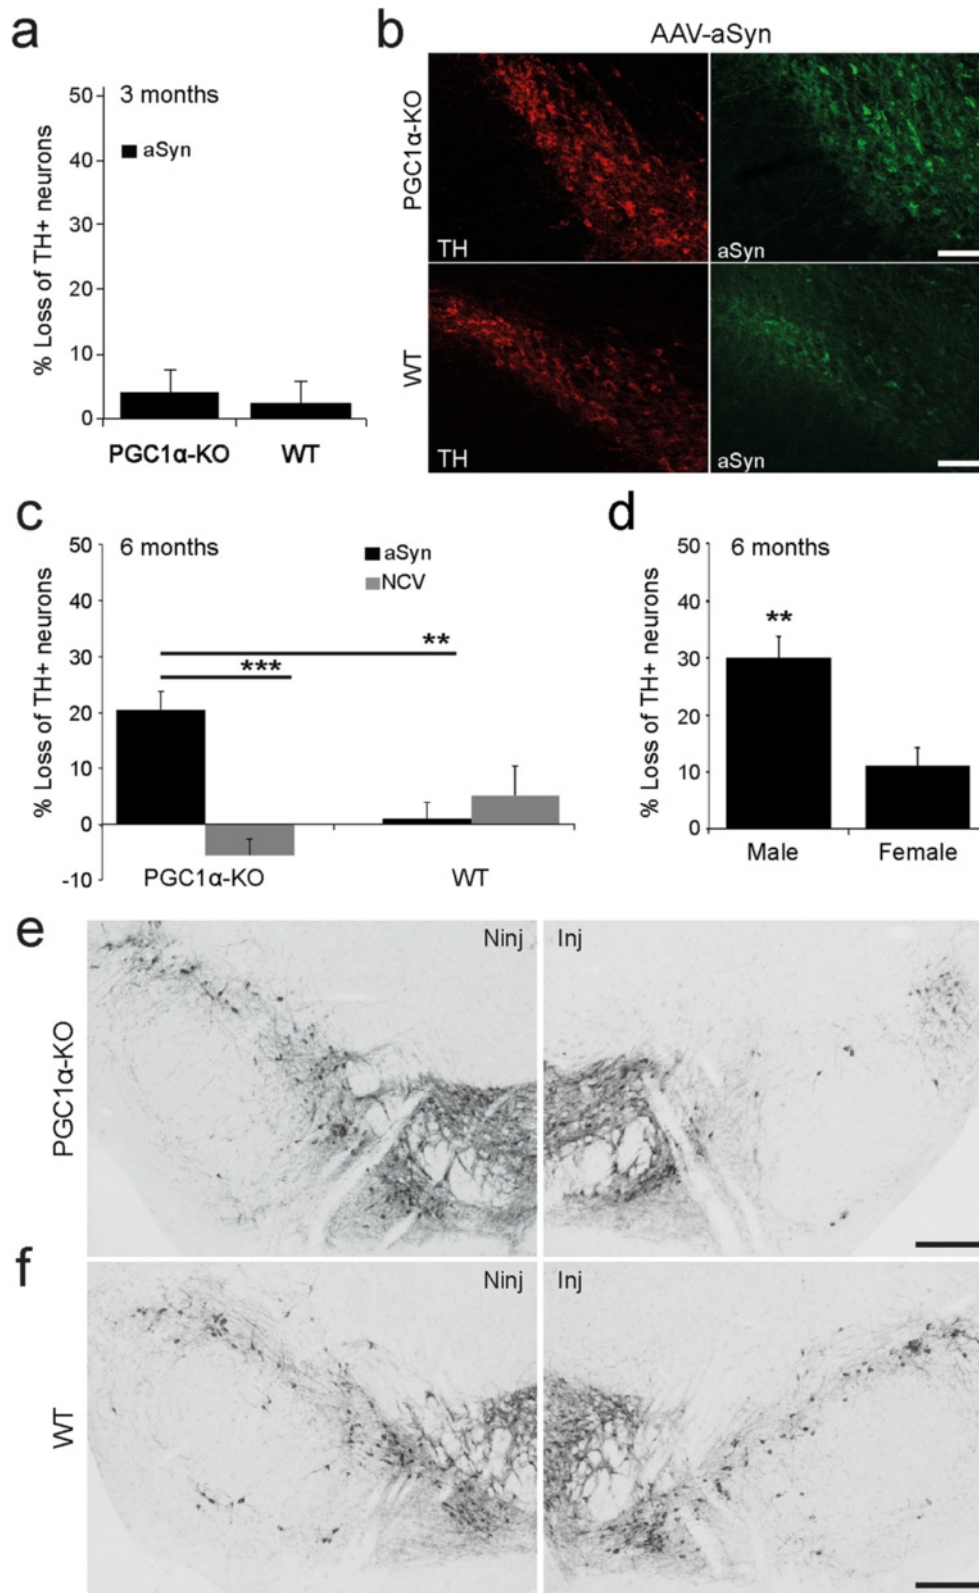 a
3 months
aSyn
% Loss of TH+ neurons
50
40
30
20
10
0
PGC1α-KO
WT
b
AAV-aSyn
PGC1α-KO
TH
aSyn
WT
TH
aSyn
c
6 months
aSyn
NCV
% Loss of TH+ neurons
50
40
30
20
10
0
-10
**
***
PGC1α-KO
WT
d
6 months
% Loss of TH+ neurons
50
40
30
20
10
0
**
Male
Female
e
PGC1α-KO
Ninj
Inj
f
WT
Ninj
Inj